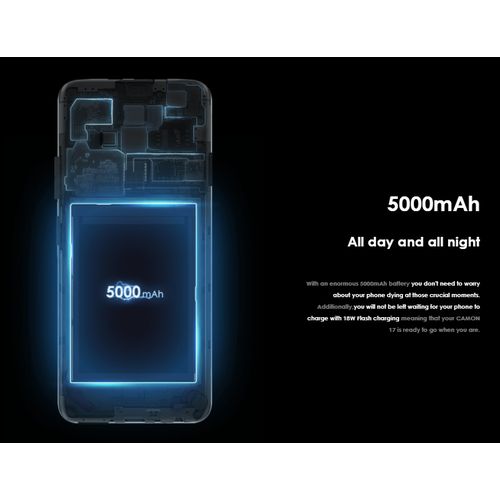 5000mAh
All day and all night
With an enormous 5000mAh battery you don't need to worry
about your phone dying at those crucial moments.
Additionally you will not be left waiting for your phone to
charge with 18W Flash charging meaning that your CAMON
17 is ready to go when you are.
5000mAh